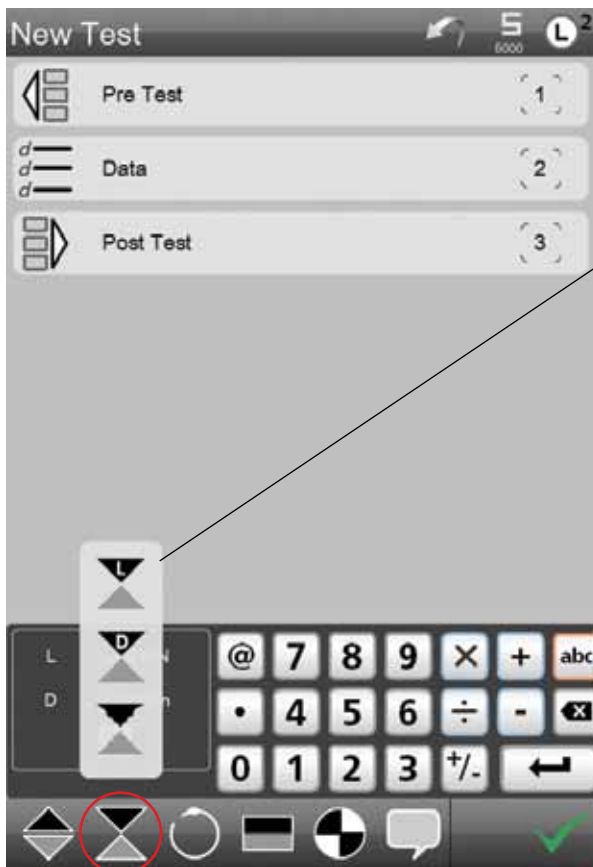 New Test 5 6000 L 2
Pre Test 1
d
d Data 2
d
Post Test 3
L
L D N @ 7 8 9 × + abc
D n • 4 5 6 ÷ -
0 1 2 3 +/-